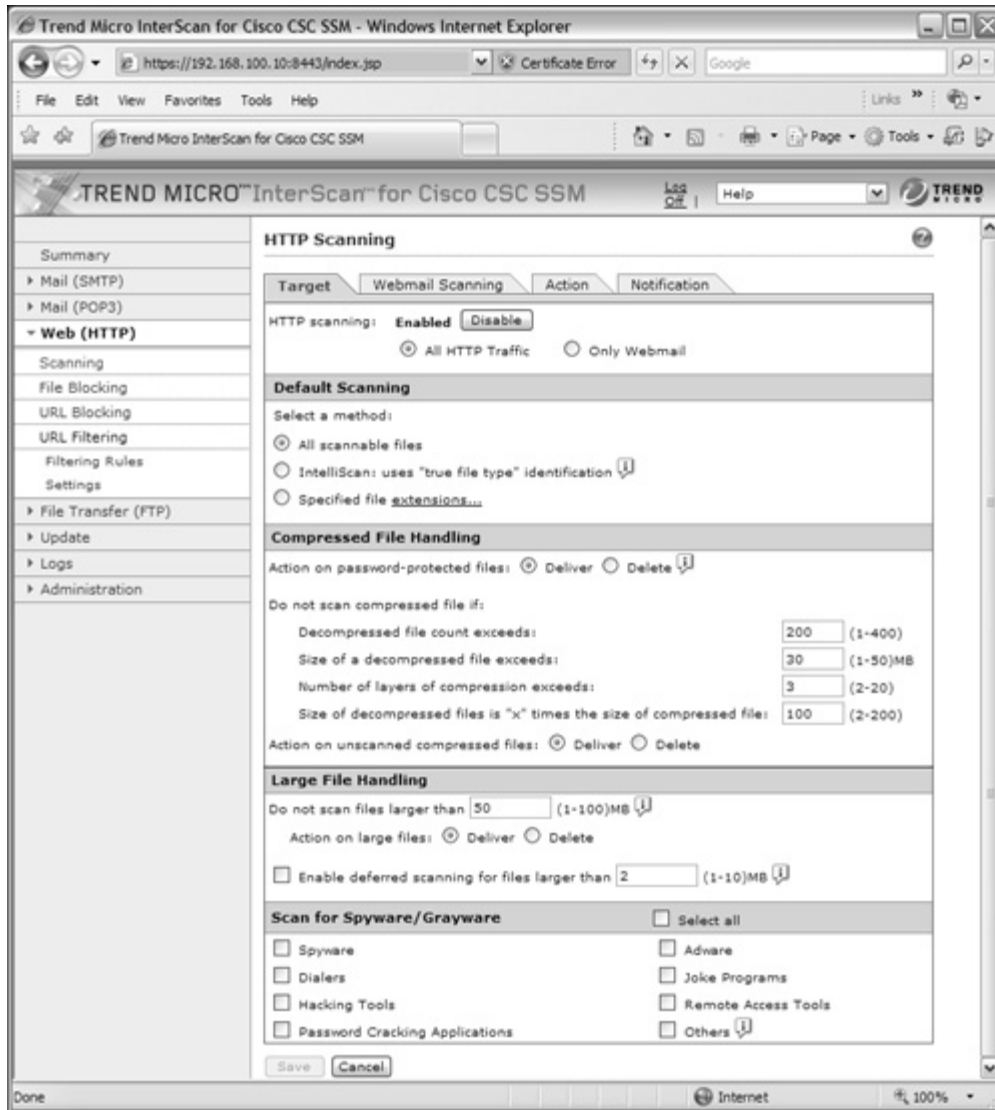 Trend Micro InterScan for Cisco CSC SSM - Windows Internet Explorer
https://192.168.100.10:8443/index.jsp
Certificate Error
Google
File Edit View Favorites Tools Help
Links »
Trend Micro InterScan for Cisco CSC SSM
Page Tools
TREND MICRO™ InterScan™ for Cisco CSC SSM
Log Off |
Help
TREND MICRO
Summary
Mail (SMTP)
Mail (POP3)
Web (HTTP)
Scanning
File Blocking
URL Blocking
URL Filtering
Filtering Rules
Settings
File Transfer (FTP)
Update
Logs
Administration
HTTP Scanning
Target Webmail Scanning Action Notification
HTTP scanning: Enabled Disable
All HTTP Traffic Only Webmail
Default Scanning
Select a method:
All scannable files
IntelliScan: uses "true file type" identification
Specified file extensions...
Compressed File Handling
Action on password-protected files: Deliver Delete
Do not scan compressed file if:
Decompressed file count exceeds: 200 (1-400)
Size of a decompressed file exceeds: 30 (1-50)MB
Number of layers of compression exceeds: 3 (2-20)
Size of decompressed files is "x" times the size of compressed file: 100 (2-200)
Action on unscanned compressed files: Deliver Delete
Large File Handling
Do not scan files larger than 50 (1-100)MB
Action on large files: Deliver Delete
Enable deferred scanning for files larger than 2 (1-10)MB
Scan for Spyware/Grayware Select all
Spyware Adware
Dialers Joke Programs
Hacking Tools Remote Access Tools
Password Cracking Applications Others
Save Cancel
Done Internet 100%